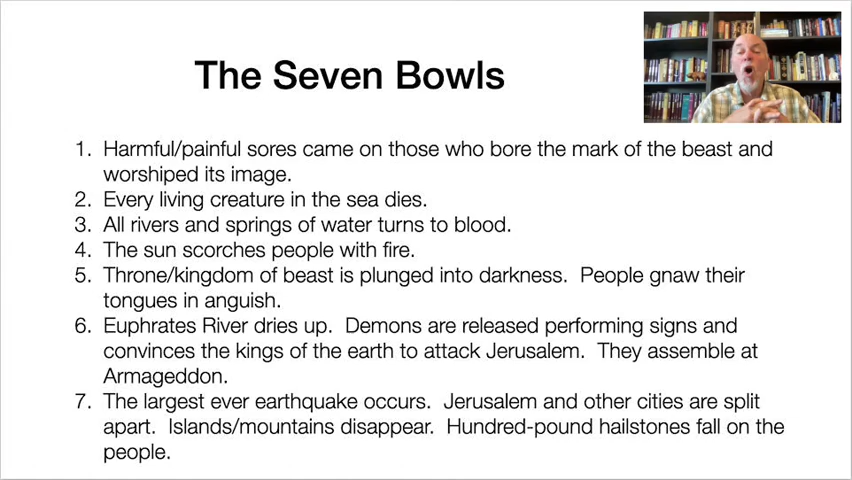 The Seven Bowls
1. Harmful/painful sores came on those who bore the mark of the beast and
worshiped its image.
2. Every living creature in the sea dies.
3. All rivers and springs of water turns to blood.
4. The sun scorches people with fire.
5. Throne/kingdom of beast is plunged into darkness.  People gnaw their
tongues in anguish.
6. Euphrates River dries up.  Demons are released performing signs and
convinces the kings of the earth to attack Jerusalem.  They assemble at
Armageddon.
7. The largest ever earthquake occurs.  Jerusalem and other cities are split
apart.  Islands/mountains disappear.  Hundred-pound hailstones fall on the
people.